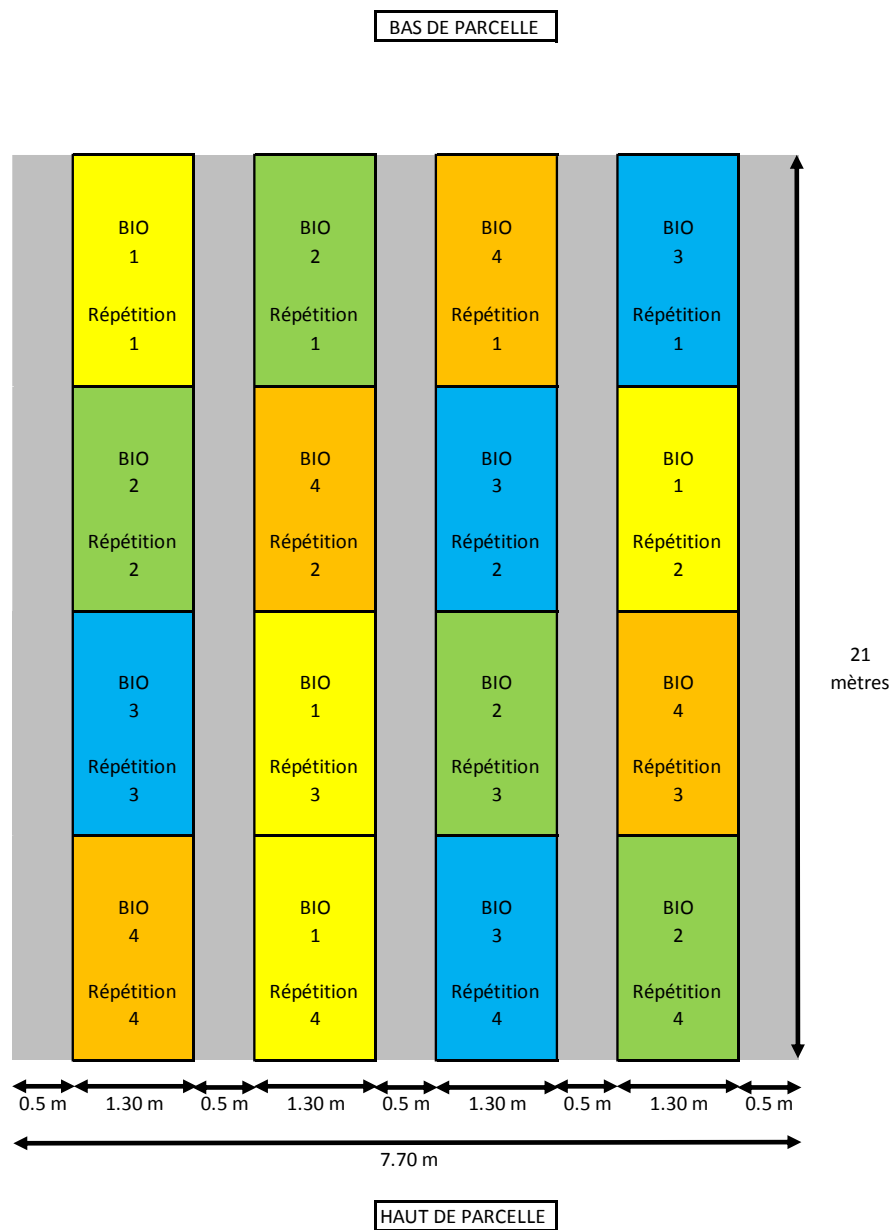 BAS DE PARCELLE
BIO
1
Répétition
1
BIO
2
Répétition
1
BIO
4
Répétition
1
BIO
3
Répétition
1
BIO
2
Répétition
2
BIO
4
Répétition
2
BIO
3
Répétition
2
BIO
1
Répétition
2
BIO
3
Répétition
3
BIO
1
Répétition
3
BIO
2
Répétition
3
BIO
4
Répétition
3
21
mètres
BIO
4
Répétition
4
BIO
1
Répétition
4
BIO
3
Répétition
4
BIO
2
Répétition
4
0.5 m 1.30 m 0.5 m 1.30 m 0.5 m 1.30 m 0.5 m 1.30 m 0.5 m
7.70 m
HAUT DE PARCELLE